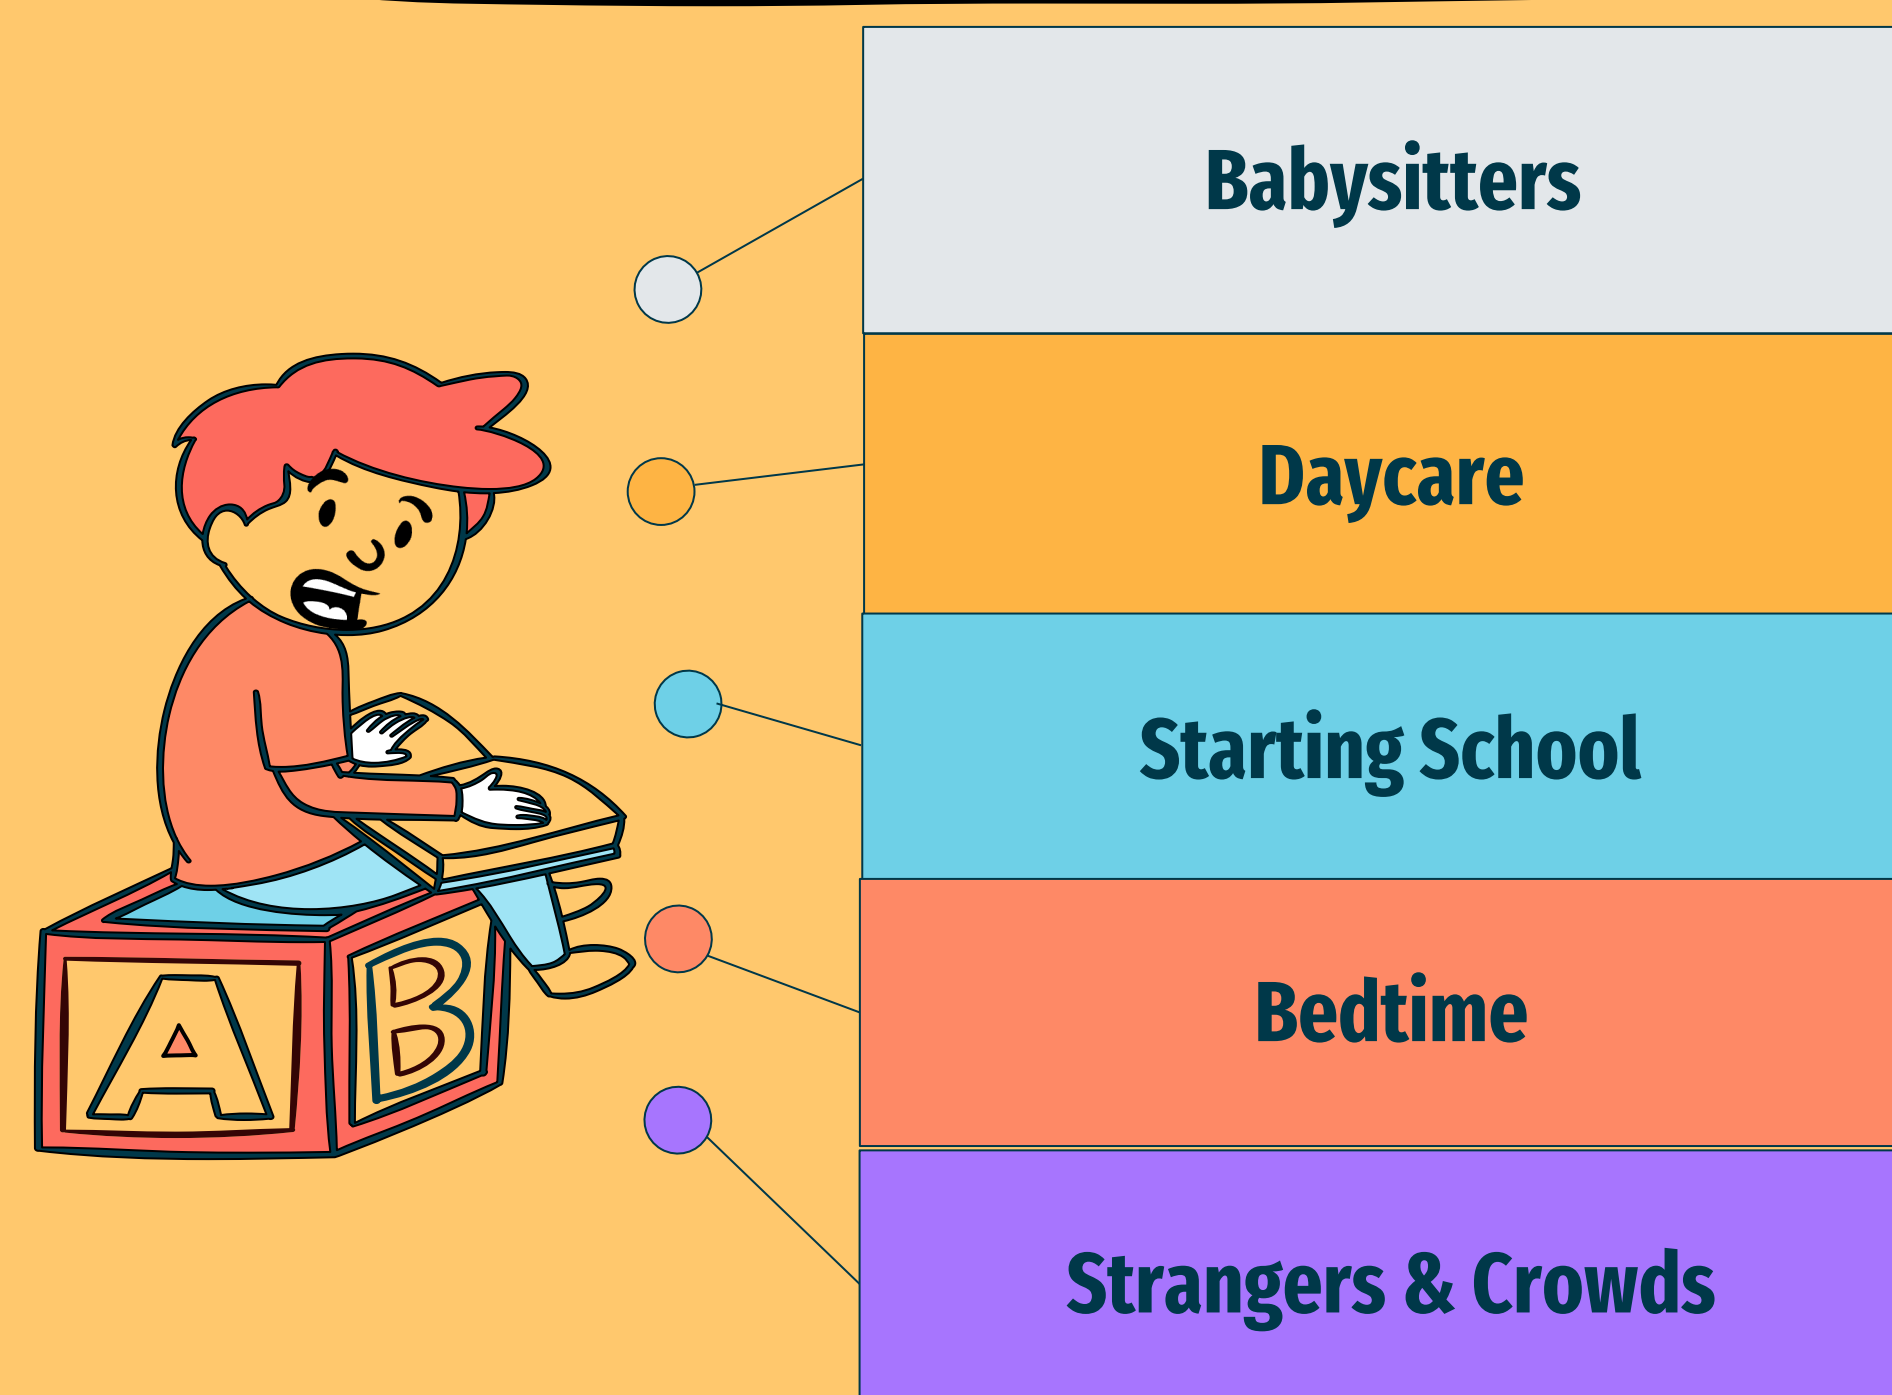 Babysitters
Daycare
Starting School
Bedtime
Strangers & Crowds
A B